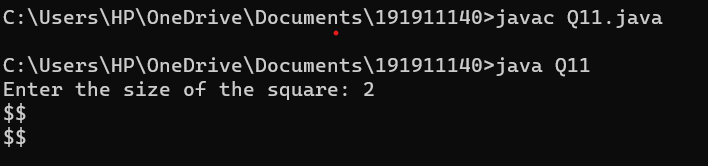 C:\Users\HP\OneDrive\Documents\191911140>javac Q11.java
C:\Users\HP\OneDrive\Documents\191911140>java Q11
Enter the size of the square: 2
$$
$$